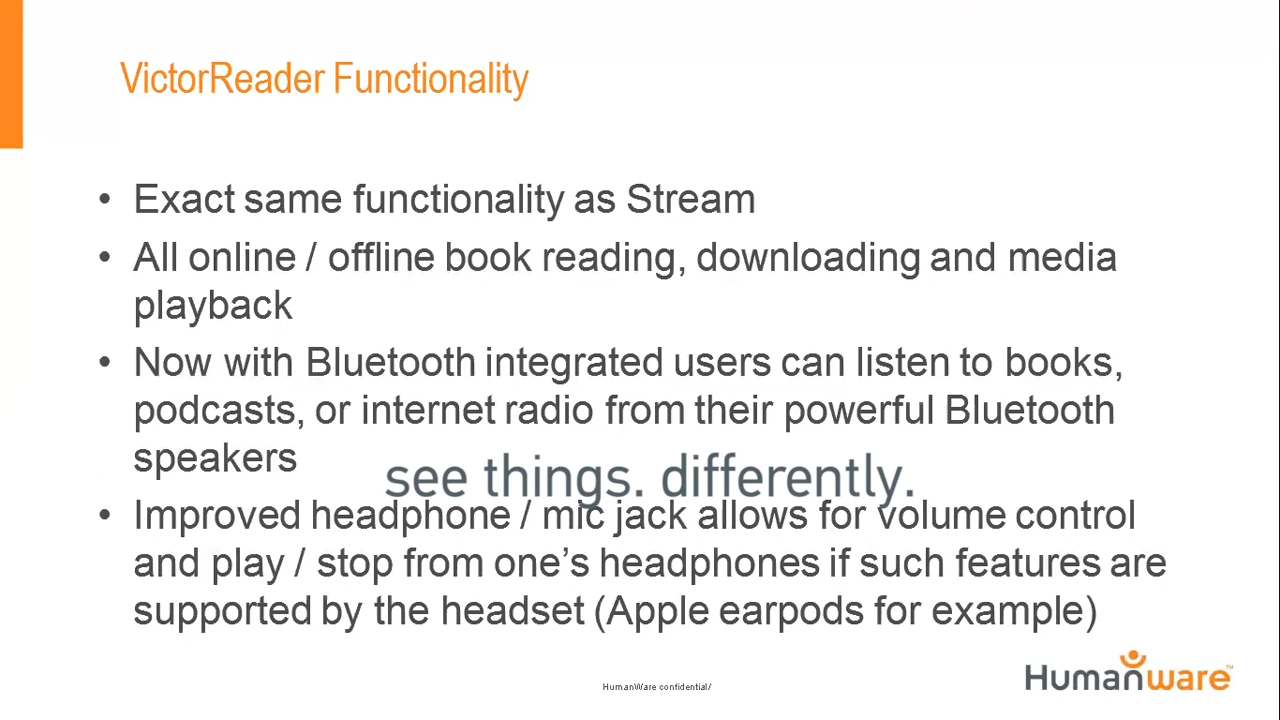 VictorReader Functionality
• Exact same functionality as Stream
• All online / offline book reading, downloading and media
playback
• Now with Bluetooth integrated users can listen to books,
podcasts, or internet radio from their powerful Bluetooth
speakers
see things. differently.
• Improved headphone / mic jack allows for volume control
and play / stop from one's headphones if such features are
supported by the headset (Apple earpods for example)
HumanWare confidential/
Humanware™